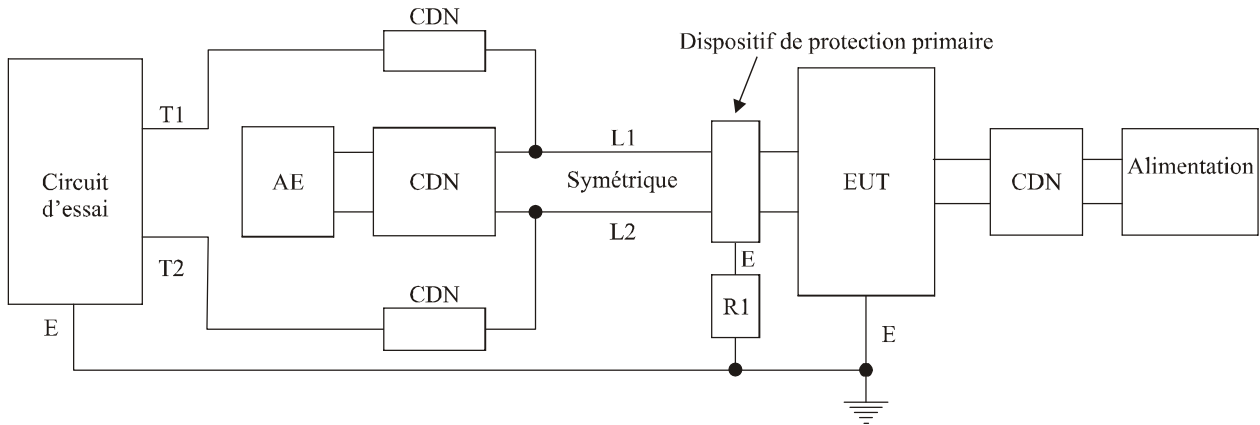 CDN
Dispositif de protection primaire
T1
L1
Circuit
d’essai
AE
CDN
Symétrique
EUT
CDN
Alimentation
L2
T2
E
CDN
R1
E
E